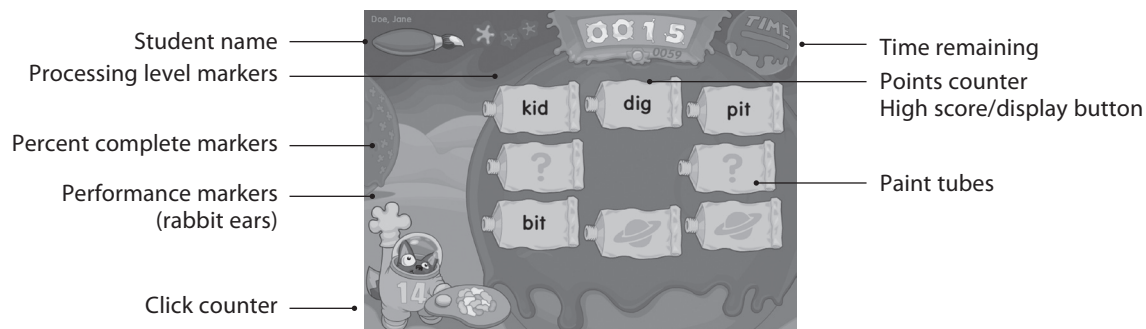 Doe, Jane
0015
TIME
0059
Student name
Processing level markers
Percent complete markers
Performance markers
(rabbit ears)
Click counter
kid
dig
pit
?
?
bit
14
Time remaining
Points counter
High score/display button
Paint tubes